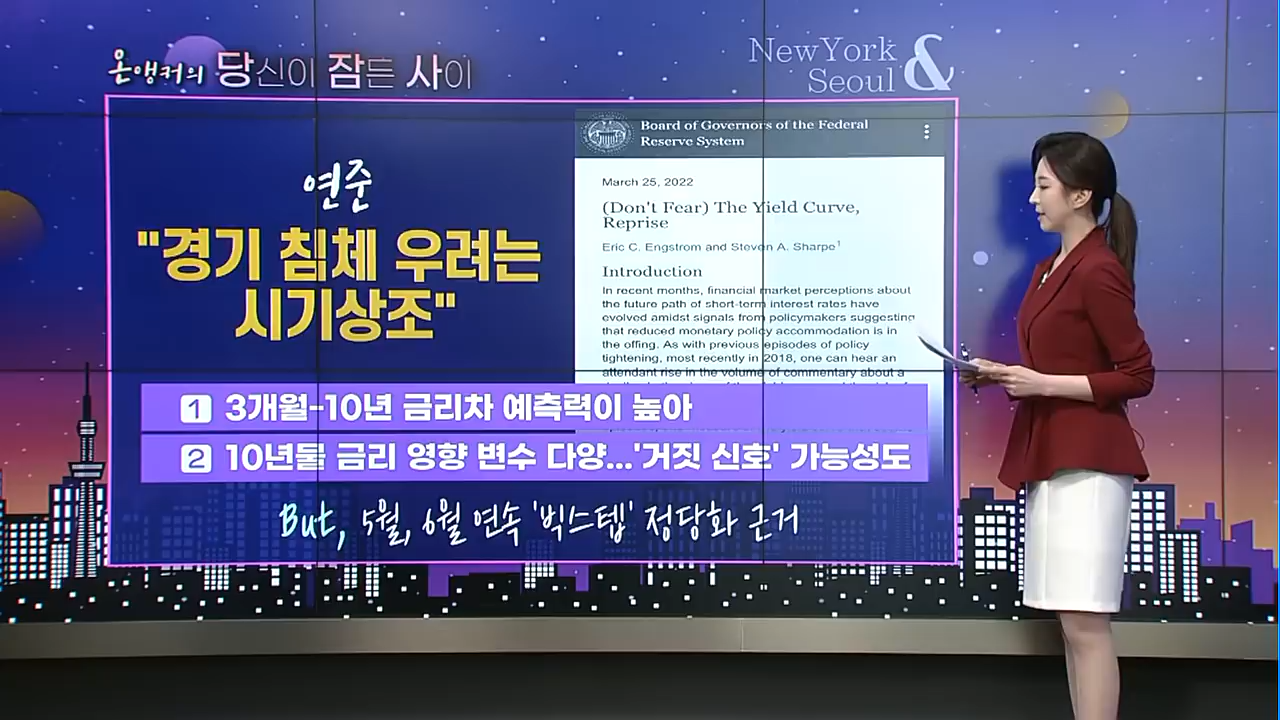 온앵커의 당신이 잠든 사이
NewYork &
Seoul
Board of Governors of the Federal
Reserve System
연준
"경기 침체 우려는
시기상조"
March 25, 2022
(Don't Fear) The Yield Curve,
Reprise
Eric C. Engstrom and Steven A. Sharpe1
Introduction
In recent months, financial market perceptions about
the future path of short-term interest rates have
evolved amidst signals from policymakers suggesting
that reduced monetary policy accommodation is in
the offing. As with previous episodes of policy
tightening, most recently in 2018, one can hear an
attendant rise in the volume of commentary about a
1 3개월-10년 금리차 예측력이 높아
2 10년물 금리 영향 변수 다양...'거짓 신호' 가능성도
But, 5월, 6월 연속 '빅스텝' 정당화 근거